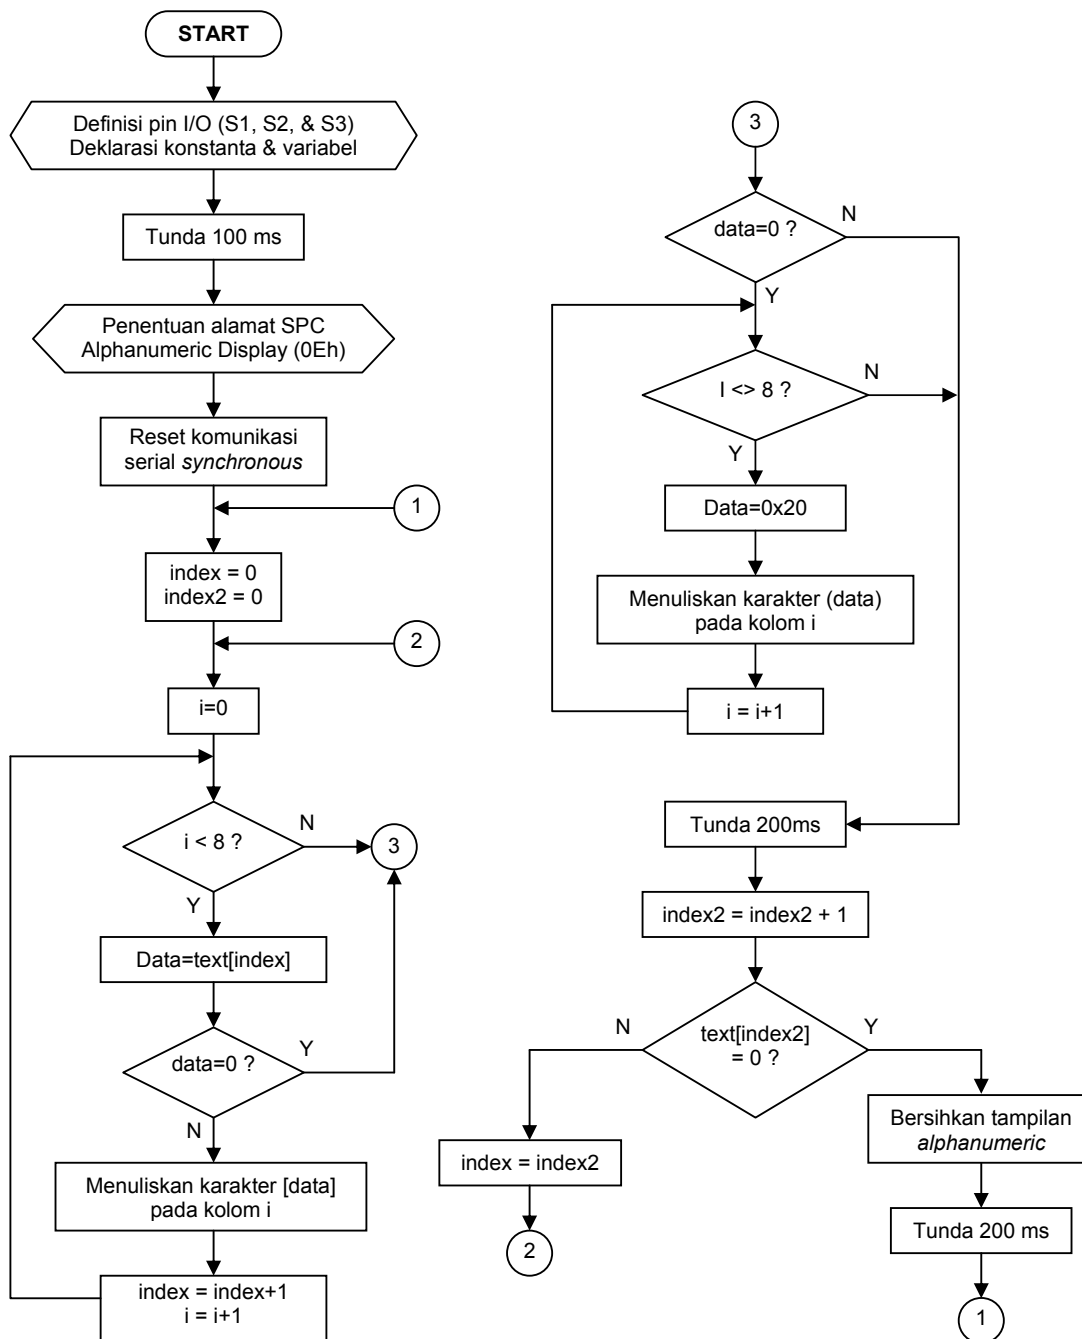 START
Definisi pin I/O (S1, S2, & S3)
Deklarasi konstanta & variabel
Tunda 100 ms
Penentuan alamat SPC
Alphanumeric Display (0Eh)
Reset komunikasi
serial synchronous
1
index = 0
index2 = 0
2
i=0
i < 8 ?
N
3
Y
Data=text[index]
data=0 ?
Y
N
Menuliskan karakter [data]
pada kolom i
index = index+1
i = i+1
3
data=0 ?
N
Y
I <> 8 ?
N
Y
Data=0x20
Menuliskan karakter (data)
pada kolom i
i = i+1
Tunda 200ms
index2 = index2 + 1
text[index2]
= 0 ?
N
Y
index = index2
2
Bersihkan tampilan
alphanumeric
Tunda 200 ms
1